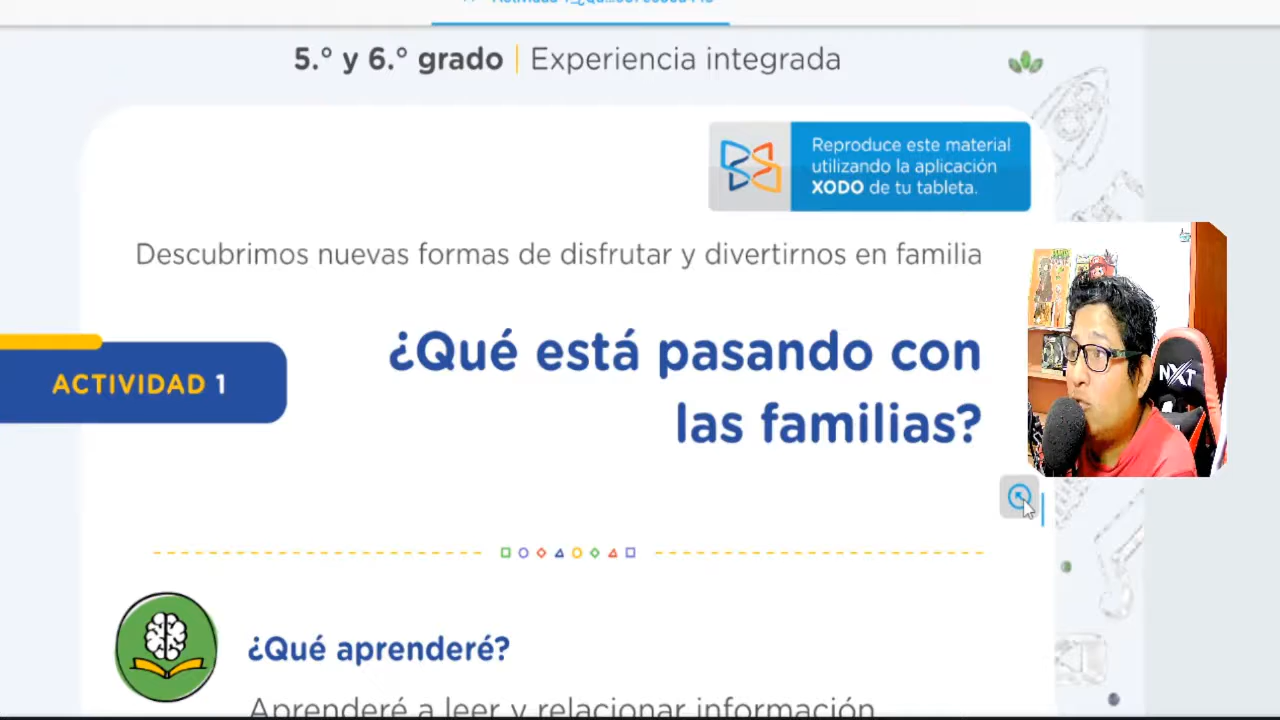 5.° y 6.° grado | Experiencia integrada
Reproduce este material
utilizando la aplicación
XODO de tu tableta.
Descubrimos nuevas formas de disfrutar y divertirnos en familia
ACTIVIDAD 1
¿Qué está pasando con
las familias?
NXT
¿Qué aprenderé?
Aprenderé a leer y relacionar información